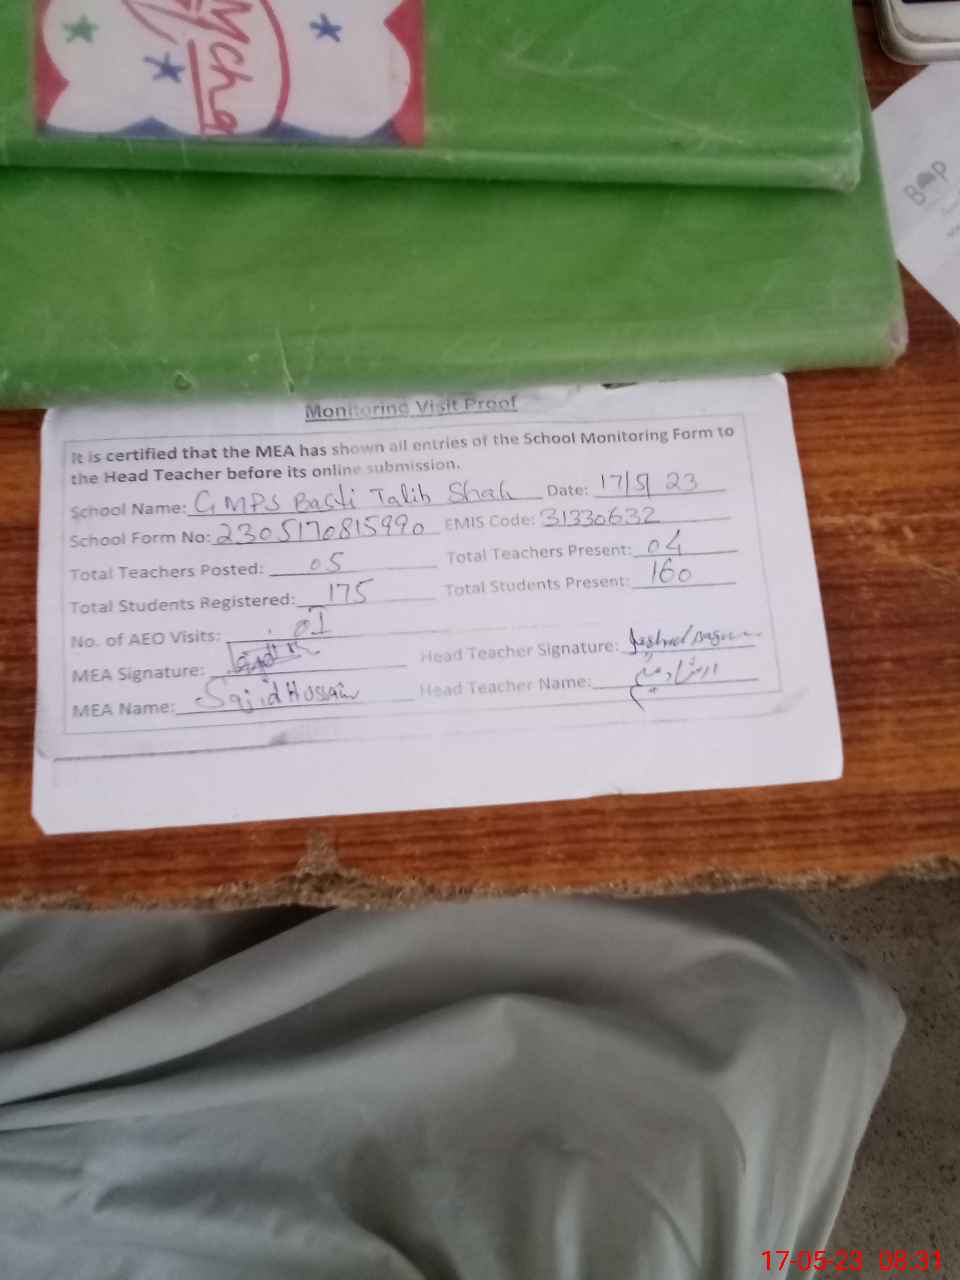 Mcha
BOP
Monitoring Visit Proof
It is certified that the MEA has shown all entries of the School Monitoring Form to
the Head Teacher before its online submission.
School Name: GMPS Basti Talib Shah Date: 17/5/23
School Form No: 2305170815990 EMIS Code: 31330632
Total Teachers Posted: 05 Total Teachers Present: 04
Total Students Registered: 175 Total Students Present: 160
No. of AEO Visits: 01
MEA Signature: Head Teacher Signature:
MEA Name: Sajid Hussain Head Teacher Name:
17-05-23 08:31